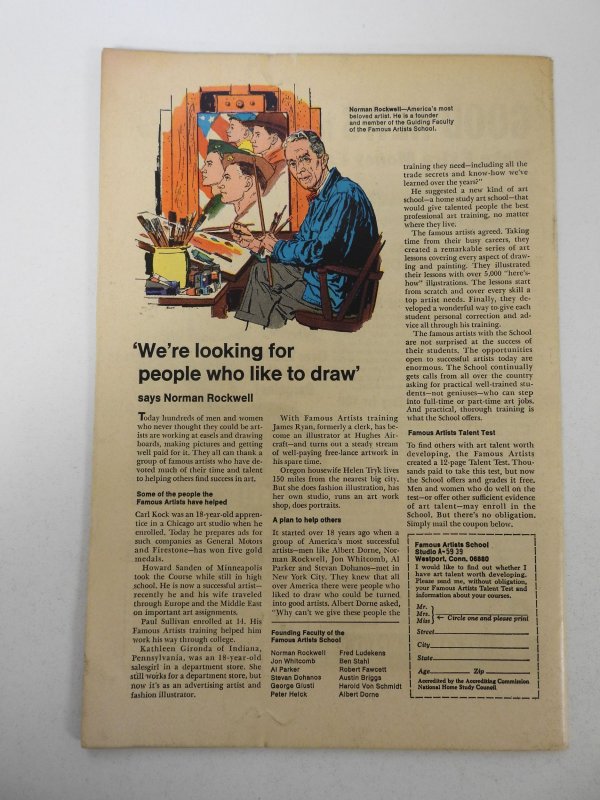 Norman Rockwell—America's most
beloved artist. He is a founder
and member of the Guiding Faculty
of the Famous Artists School.
'We're looking for
people who like to draw'
says Norman Rockwell
Today hundreds of men and women
who never thought they could be art-
ists are working at easels and drawing
boards, making pictures and getting
well paid for it. They all can thank a
group of famous artists who have de-
voted much of their time and talent
to helping others find success in art.
Some of the people the
Famous Artists have helped
Carl Kock was an 18-year-old appren-
tice in a Chicago art studio when he
enrolled. Today he prepares ads for
such companies as General Motors
and Firestone—has won five gold
medals.
Howard Sanden of Minneapolis
took the Course while still in high
school. He is now a successful artist—
recently he and his wife traveled
through Europe and the Middle East
on important art assignments.
Paul Sullivan enrolled at 14. His
Famous Artists training helped him
work his way through college.
Kathleen Gironda of Indiana,
Pennsylvania, was an 18-year-old
salesgirl in a department store. She
still works for a department store, but
now it's as an advertising artist and
fashion illustrator.
With Famous Artists training
James Ryan, formerly a clerk, has be-
come an illustrator at Hughes Air-
craft—and turns out a steady stream
of well-paying free-lance artwork in
his spare time.
Oregon housewife Helen Tryk lives
150 miles from the nearest big city.
But she does fashion illustration, has
her own studio, runs an art work
shop, does portraits.
A plan to help others
It started over 18 years ago when a
group of America's most successful
artists—men like Albert Dorne, Nor-
man Rockwell, Jon Whitcomb, Al
Parker and Stevan Dohanos—met in
New York City. They knew that all
over America there were people who
liked to draw who could be turned
into good artists. Albert Dorne asked,
"Why can't we give these people the
Founding Faculty of the
Famous Artists School
Norman Rockwell
Jon Whitcomb
Al Parker
Stevan Dohanos
George Giusti
Peter Helck
Fred Ludekens
Ben Stahl
Robert Fawcett
Austin Briggs
Harold Von Schmidt
Albert Dorne
training they need—including all the
trade secrets and know-how we've
learned over the years?"
He suggested a new kind of art
school—a home study art school—that
would give talented people the best
professional art training, no matter
where they live.
The famous artists agreed. Taking
time from their busy careers, they
created a remarkable series of art
lessons covering every aspect of draw-
ing and painting. They illustrated
their lessons with over 5,000 "here's-
how" illustrations. The lessons start
from scratch and cover every skill a
top artist needs. Finally, they de-
veloped a wonderful way to give each
student personal correction and ad-
vice all through his training.
The famous artists with the School
are not surprised at the success of
their students. The opportunities
open to successful artists today are
enormous. The School continually
gets calls from all over the country
asking for practical well-trained stu-
dents—not geniuses—who can step
into full-time or part-time art jobs.
And practical, thorough training is
what the School offers.
Famous Artists Talent Test
To find others with art talent worth
developing, the Famous Artists
created a 12-page Talent Test. Thou-
sands paid to take this test, but now
the School offers and grades it free.
Men and women who do well on the
test—or offer other sufficient evidence
of art talent—may enroll in the
School. But there's no obligation.
Simply mail the coupon below.
Famous Artists School
Studio A-5939
Westport, Conn. 06880
I would like to find out whether I
have art talent worth developing.
Please send me, without obligation,
your Famous Artists Talent Test and
information about your courses.
Mr.
Mrs.
Miss
← Circle one and please print
Street
City
State
Age Zip
Accredited by the Accrediting Commission
National Home Study Council